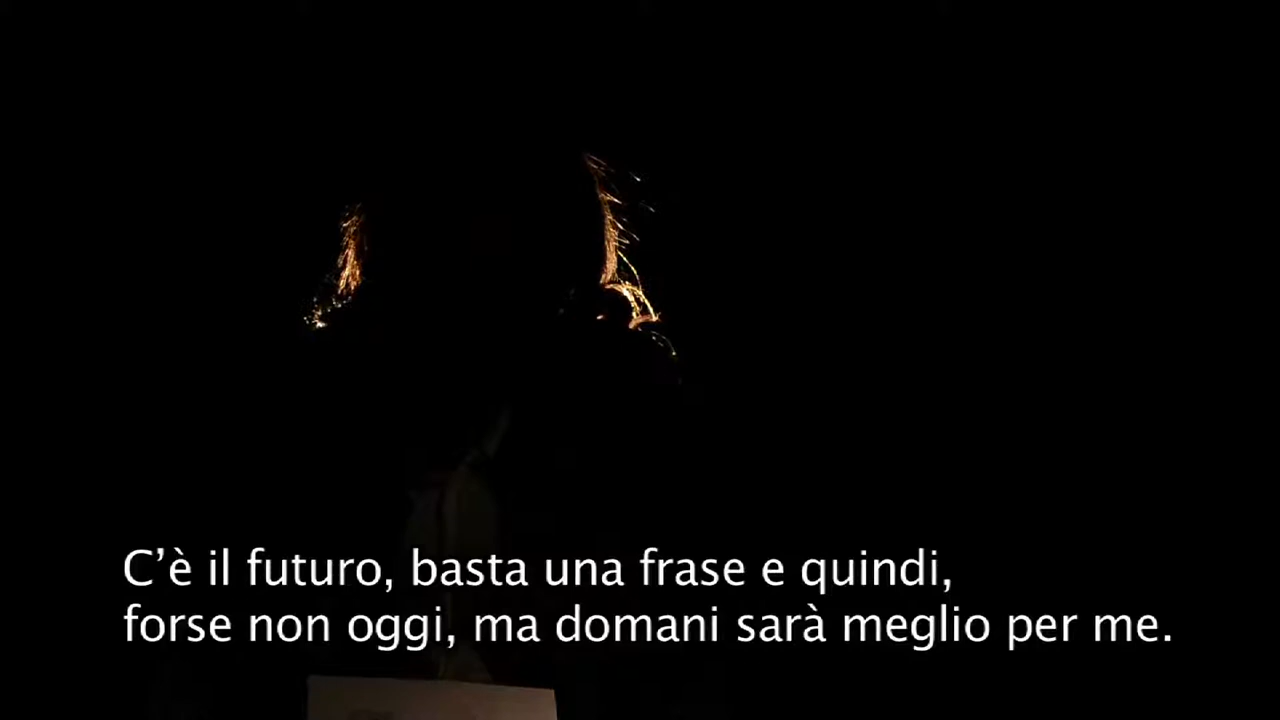 C’è il futuro, basta una frase e quindi,
forse non oggi, ma domani sarà meglio per me.